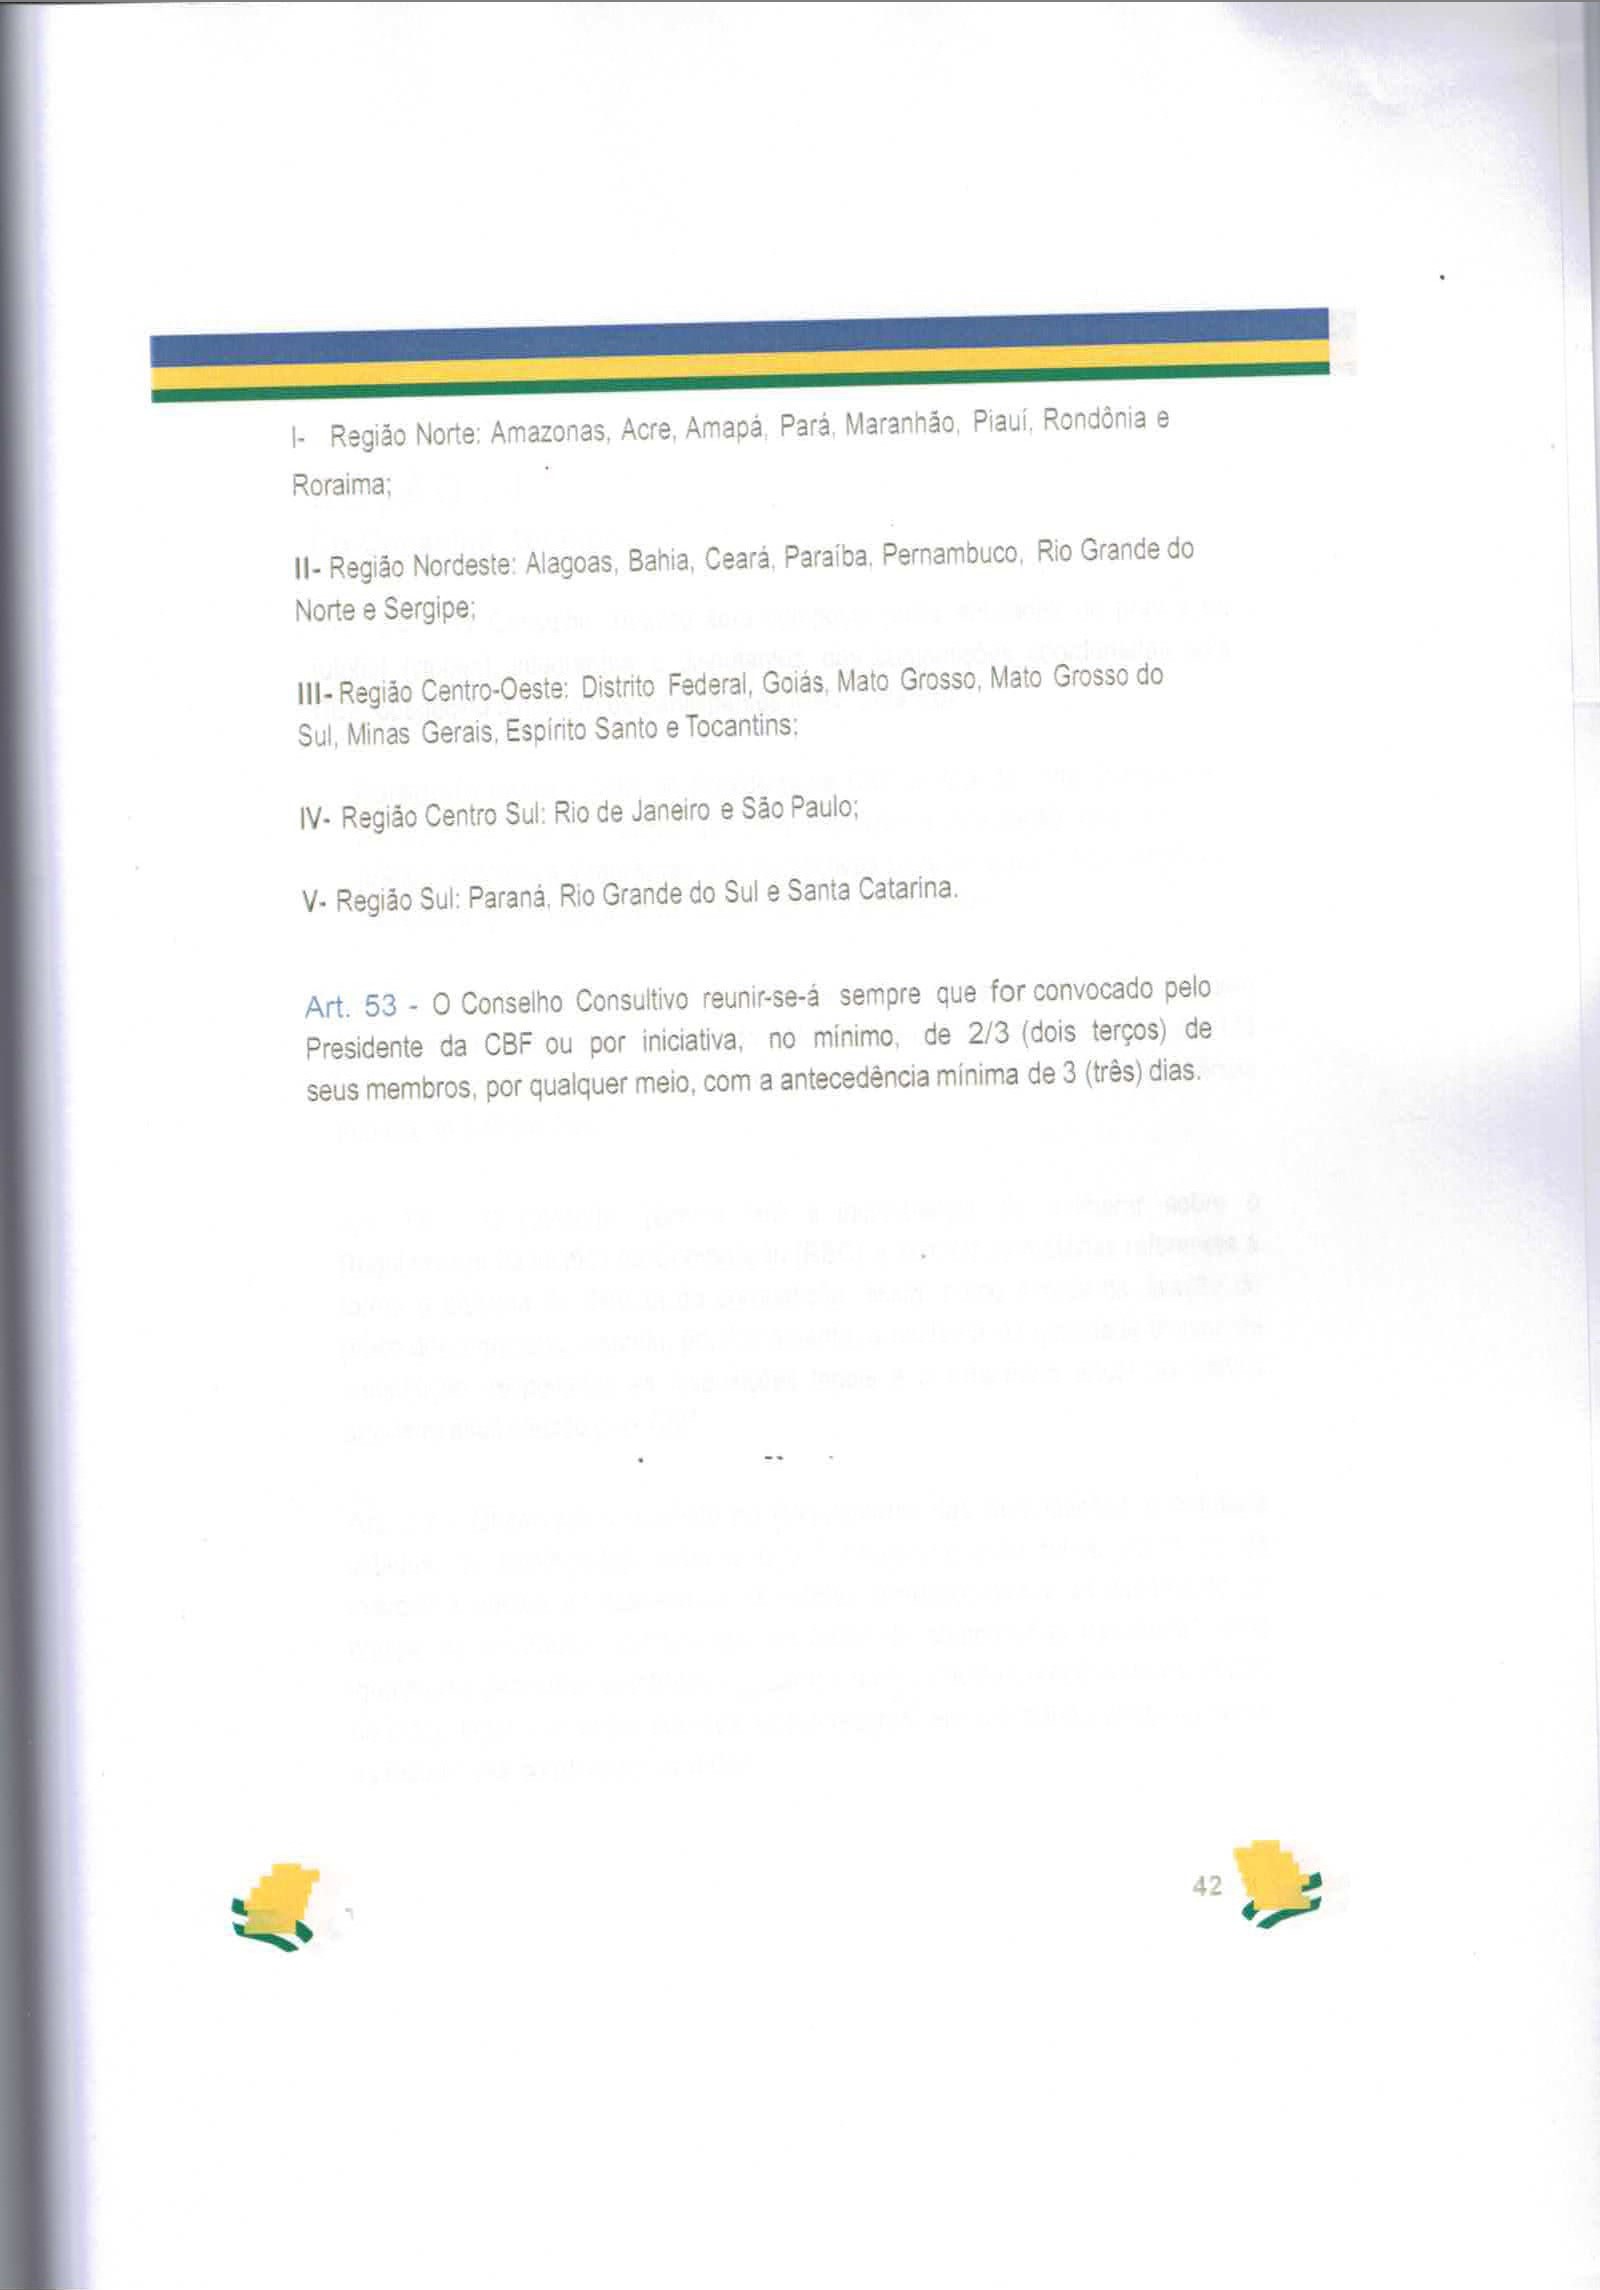 I- Região Norte: Amazonas, Acre, Amapá, Pará, Maranhão, Piauí, Rondônia e
Roraima;
II- Região Nordeste: Alagoas, Bahia, Ceará, Paraíba, Pernambuco, Rio Grande do
Norte e Sergipe;
III- Região Centro-Oeste: Distrito Federal, Goiás, Mato Grosso, Mato Grosso do
Sul, Minas Gerais, Espírito Santo e Tocantins;
IV- Região Centro Sul: Rio de Janeiro e São Paulo;
V- Região Sul: Paraná, Rio Grande do Sul e Santa Catarina.
Art. 53 - O Conselho Consultivo reunir-se-á sempre que for convocado pelo
Presidente da CBF ou por iniciativa, no mínimo, de 2/3 (dois terços) de
seus membros, por qualquer meio, com a antecedência mínima de 3 (três) dias.
42